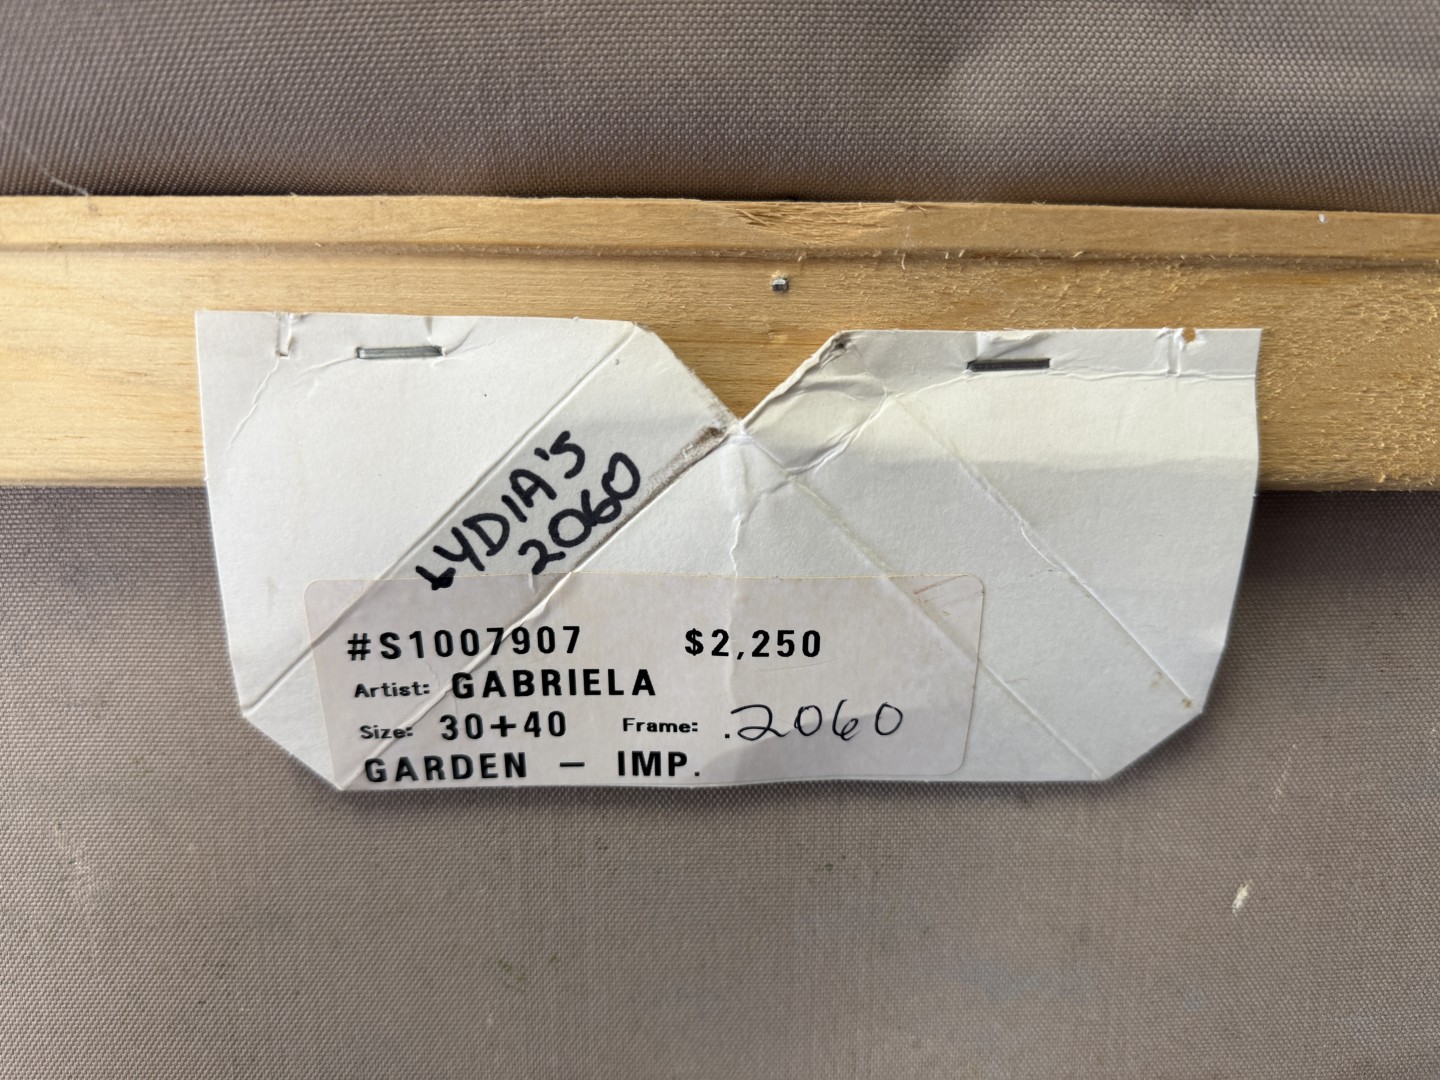 LYDIA'S
2060
#S1007907 $2,250
Artist: GABRIELA
Size: 30+40 Frame: .2060
GARDEN – IMP.